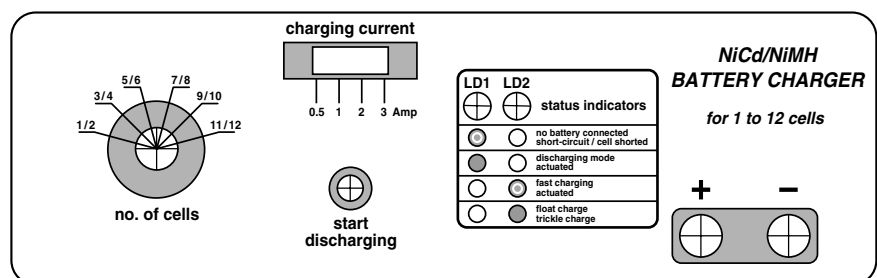 charging current
0.5 1 2 3 Amp
1/2
3/4
5/6
7/8
9/10
11/12
no. of cells
start
discharging
LD1 LD2
status indicators
no battery connected
short-circuit / cell shorted
discharging mode
actuated
fast charging
actuated
float charge
trickle charge
NiCd/NiMH
BATTERY CHARGER
for 1 to 12 cells
+ −